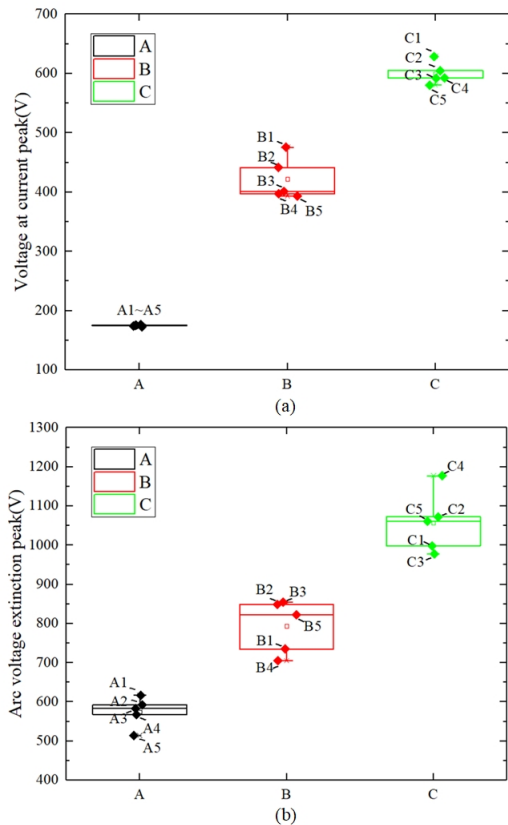 700
600
500
400
300
200
100
Voltage at current peak(V)
A
B
C
C1
C2
C3
C4
C5
B1
B2
B3
B4
B5
A1~A5
A
B
C
(a)
1300
1200
1100
1000
900
800
700
600
500
400
Arc voltage extinction peak(V)
A
B
C
C4
C5
C2
C1
C3
B2
B3
B5
B1
B4
A1
A2
A3
A4
A5
A
B
C
(b)